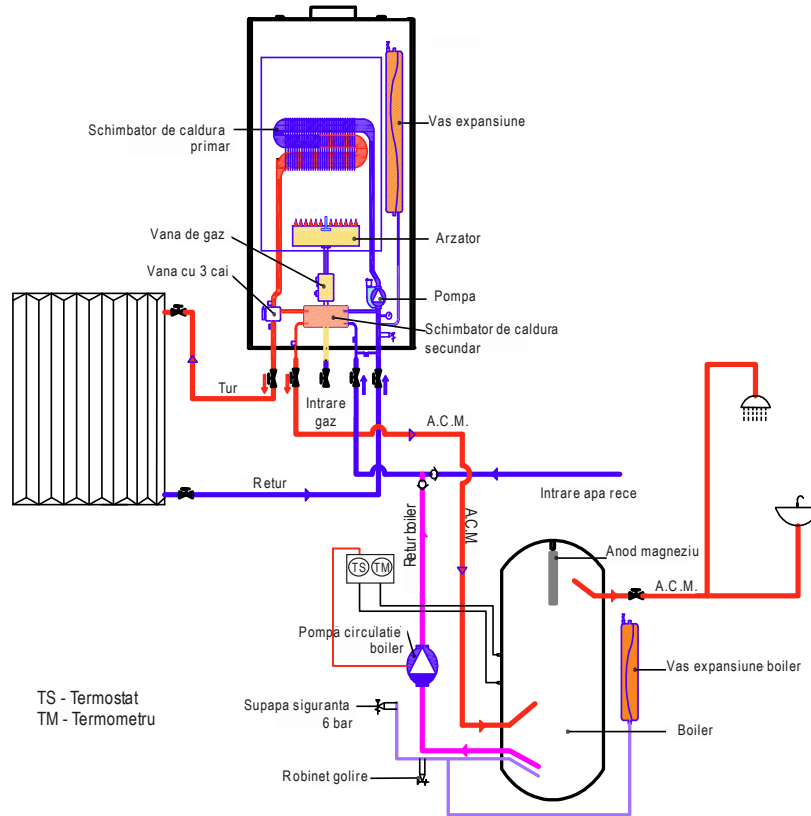 Schimbator de caldura
primar
Vas expansiune
Vana de gaz
Arzator
Vana cu 3 cai
Pompa
Schimbator de caldura
secundar
Tur
Intrare
gaz
A.C.M.
Retur
Intrare apa rece
Retur boiler
A.C.M.
Anod magneziu
TS
TM
A.C.M.
Pompa circulatie
boiler
Vas expansiune boiler
TS - Termostat
TM - Termometru
Supapa siguranta
6 bar
Boiler
Robinet golire